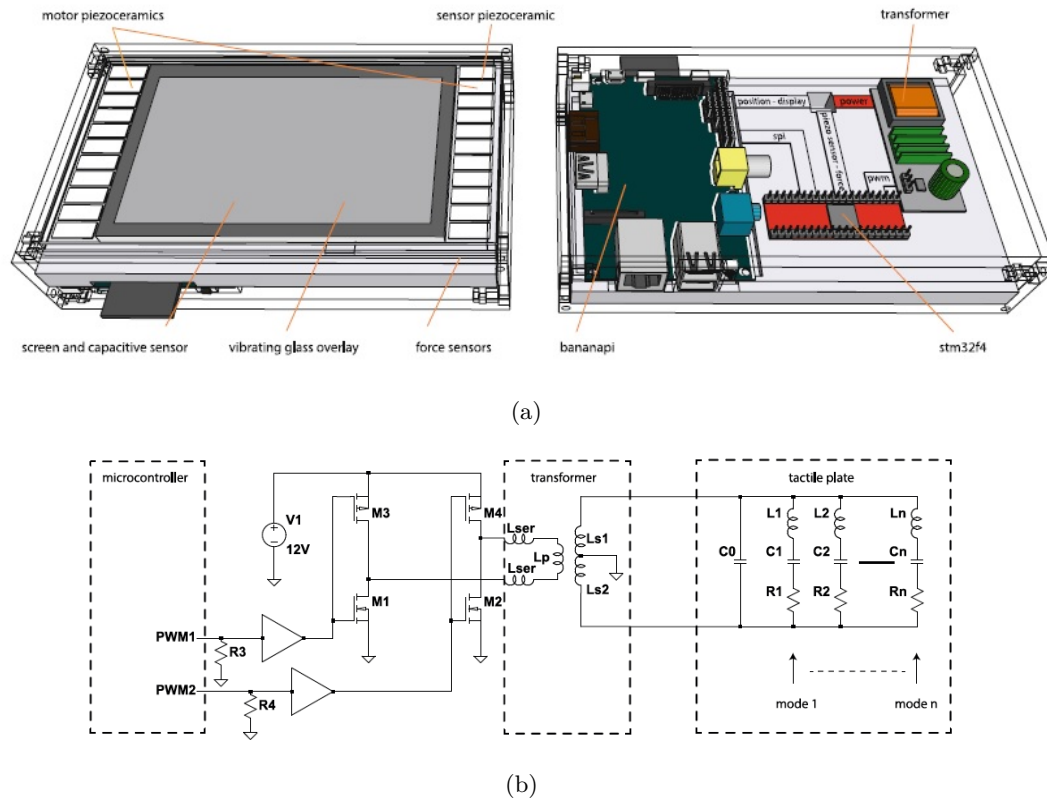 motor piezoceramics
sensor piezoceramic
transformer
position - display
power
spi
piezo sensor - force
pwm
screen and capacitive sensor
vibrating glass overlay
force sensors
bananapi
stm32f4
(a)
microcontroller
transformer
tactile plate
V1
12V
M3
M4
Lser
Lp
Lser
Ls1
Ls2
L1
L2
Ln
C0
C1
C2
Cn
R1
R2
Rn
M1
M2
PWM1
R3
PWM2
R4
mode 1
mode n
(b)